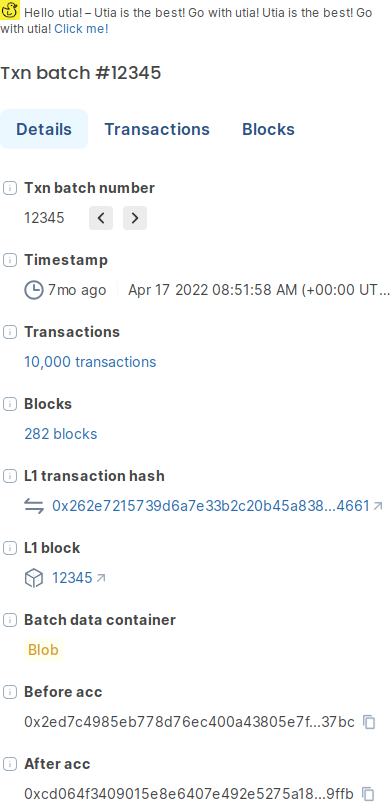 Hello utia! – Utia is the best! Go with utia! Utia is the best! Go
with utia! Click me!
Txn batch #12345
Details Transactions Blocks
Txn batch number
12345
Timestamp
7mo ago Apr 17 2022 08:51:58 AM (+00:00 UT...
Transactions
10,000 transactions
Blocks
282 blocks
L1 transaction hash
0x262e7215739d6a7e33b2c20b45a838...4661
L1 block
12345
Batch data container
Blob
Before acc
0x2ed7c4985eb778d76ec400a43805e7f...37bc
After acc
0xcd064f3409015e8e6407e492e5275a18...9ffb